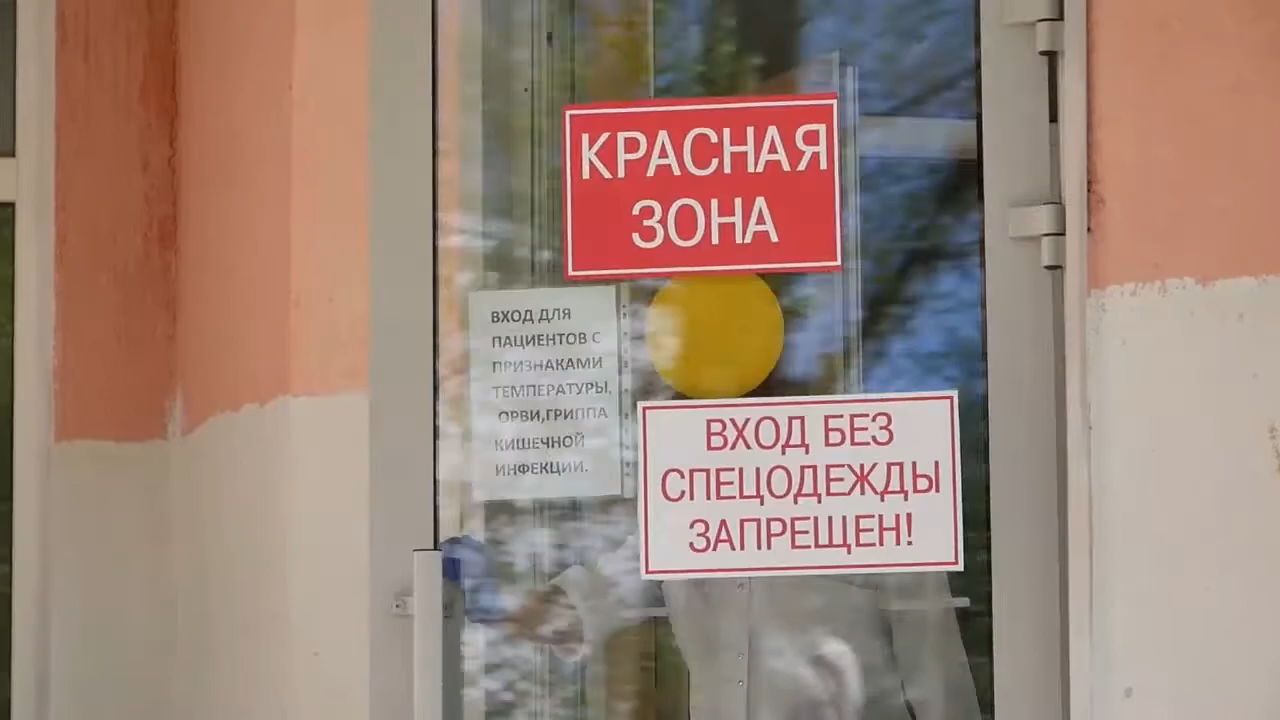 КРАСНАЯ
ЗОНА
ВХОД ДЛЯ
ПАЦИЕНТОВ С
ПРИЗНАКАМИ
ТЕМПЕРАТУРЫ,
ОРВИ,ГРИППА
КИШЕЧНОЙ
ИНФЕКЦИИ.
ВХОД БЕЗ
СПЕЦОДЕЖДЫ
ЗАПРЕЩЕН!